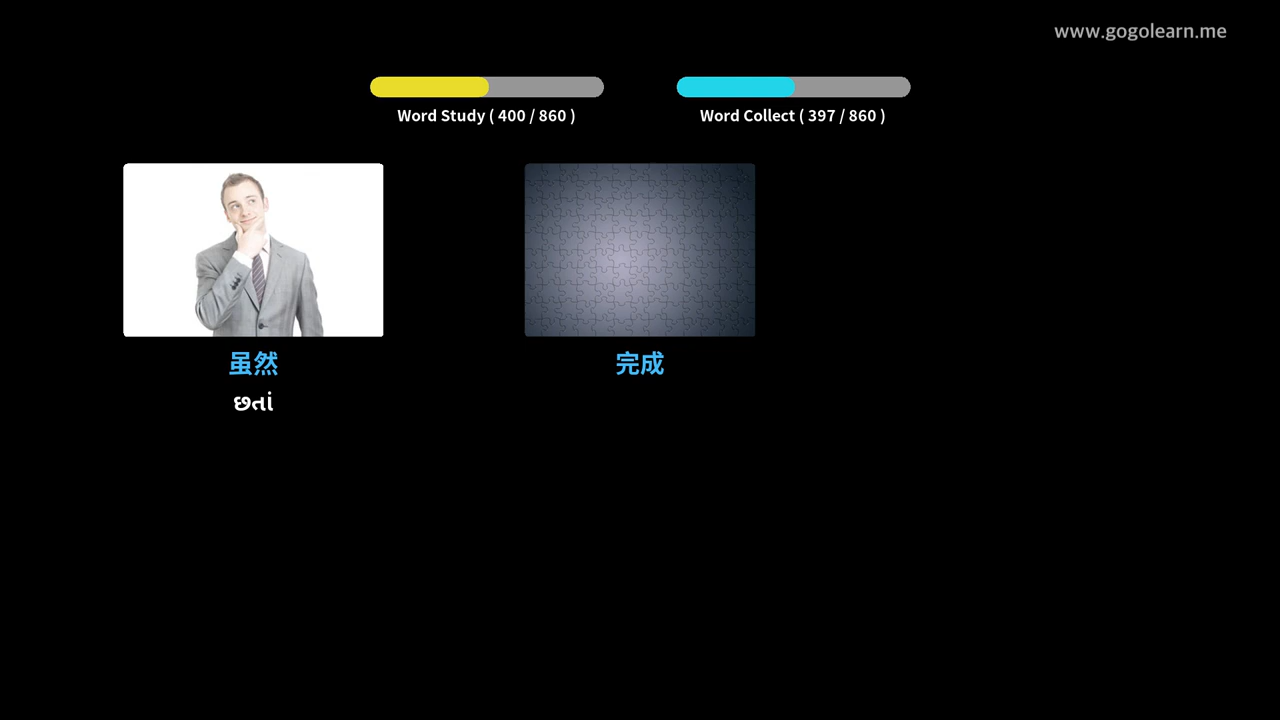 www.gogolearn.me
Word Study ( 400 / 860 )
Word Collect ( 397 / 860 )
虽然
છતાં
完成